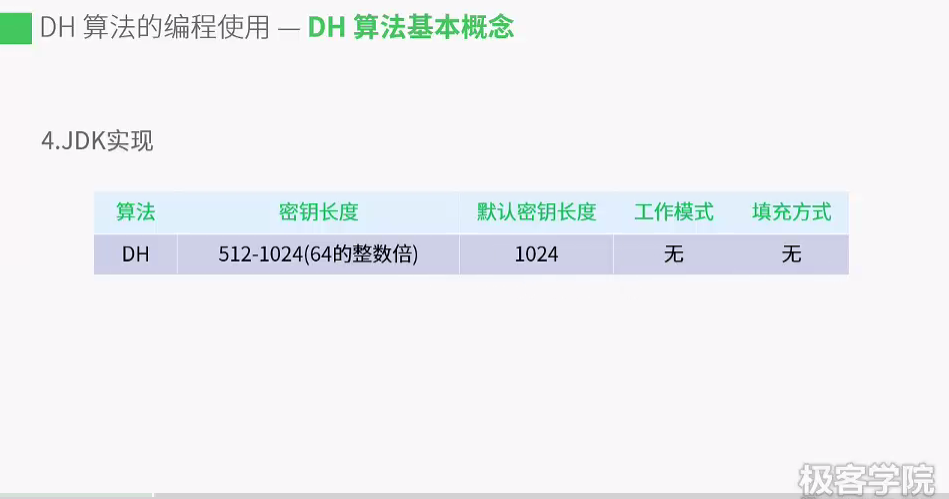 DH 算法的编程使用 — DH 算法基本概念
4.JDK实现
算法 密钥长度 默认密钥长度 工作模式 填充方式
DH 512-1024(64的整数倍) 1024 无 无
极客学院